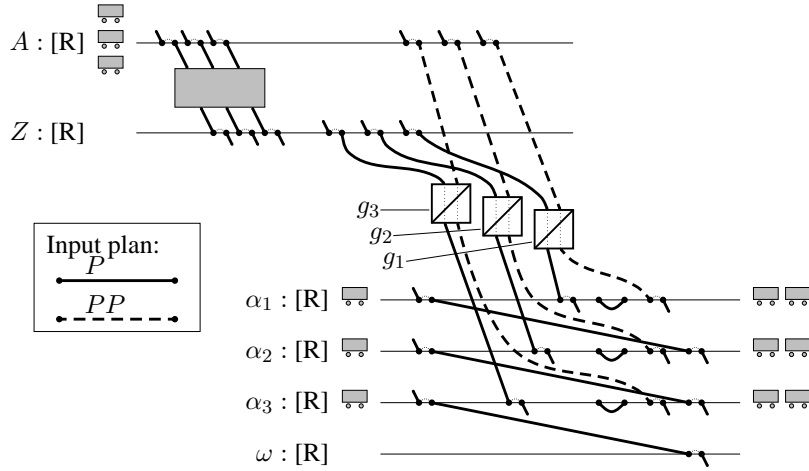 A : [R]
Z : [R]
g₃
g₂
g₁
Input plan:
P
PP
α₁ : [R]
α₂ : [R]
α₃ : [R]
ω : [R]